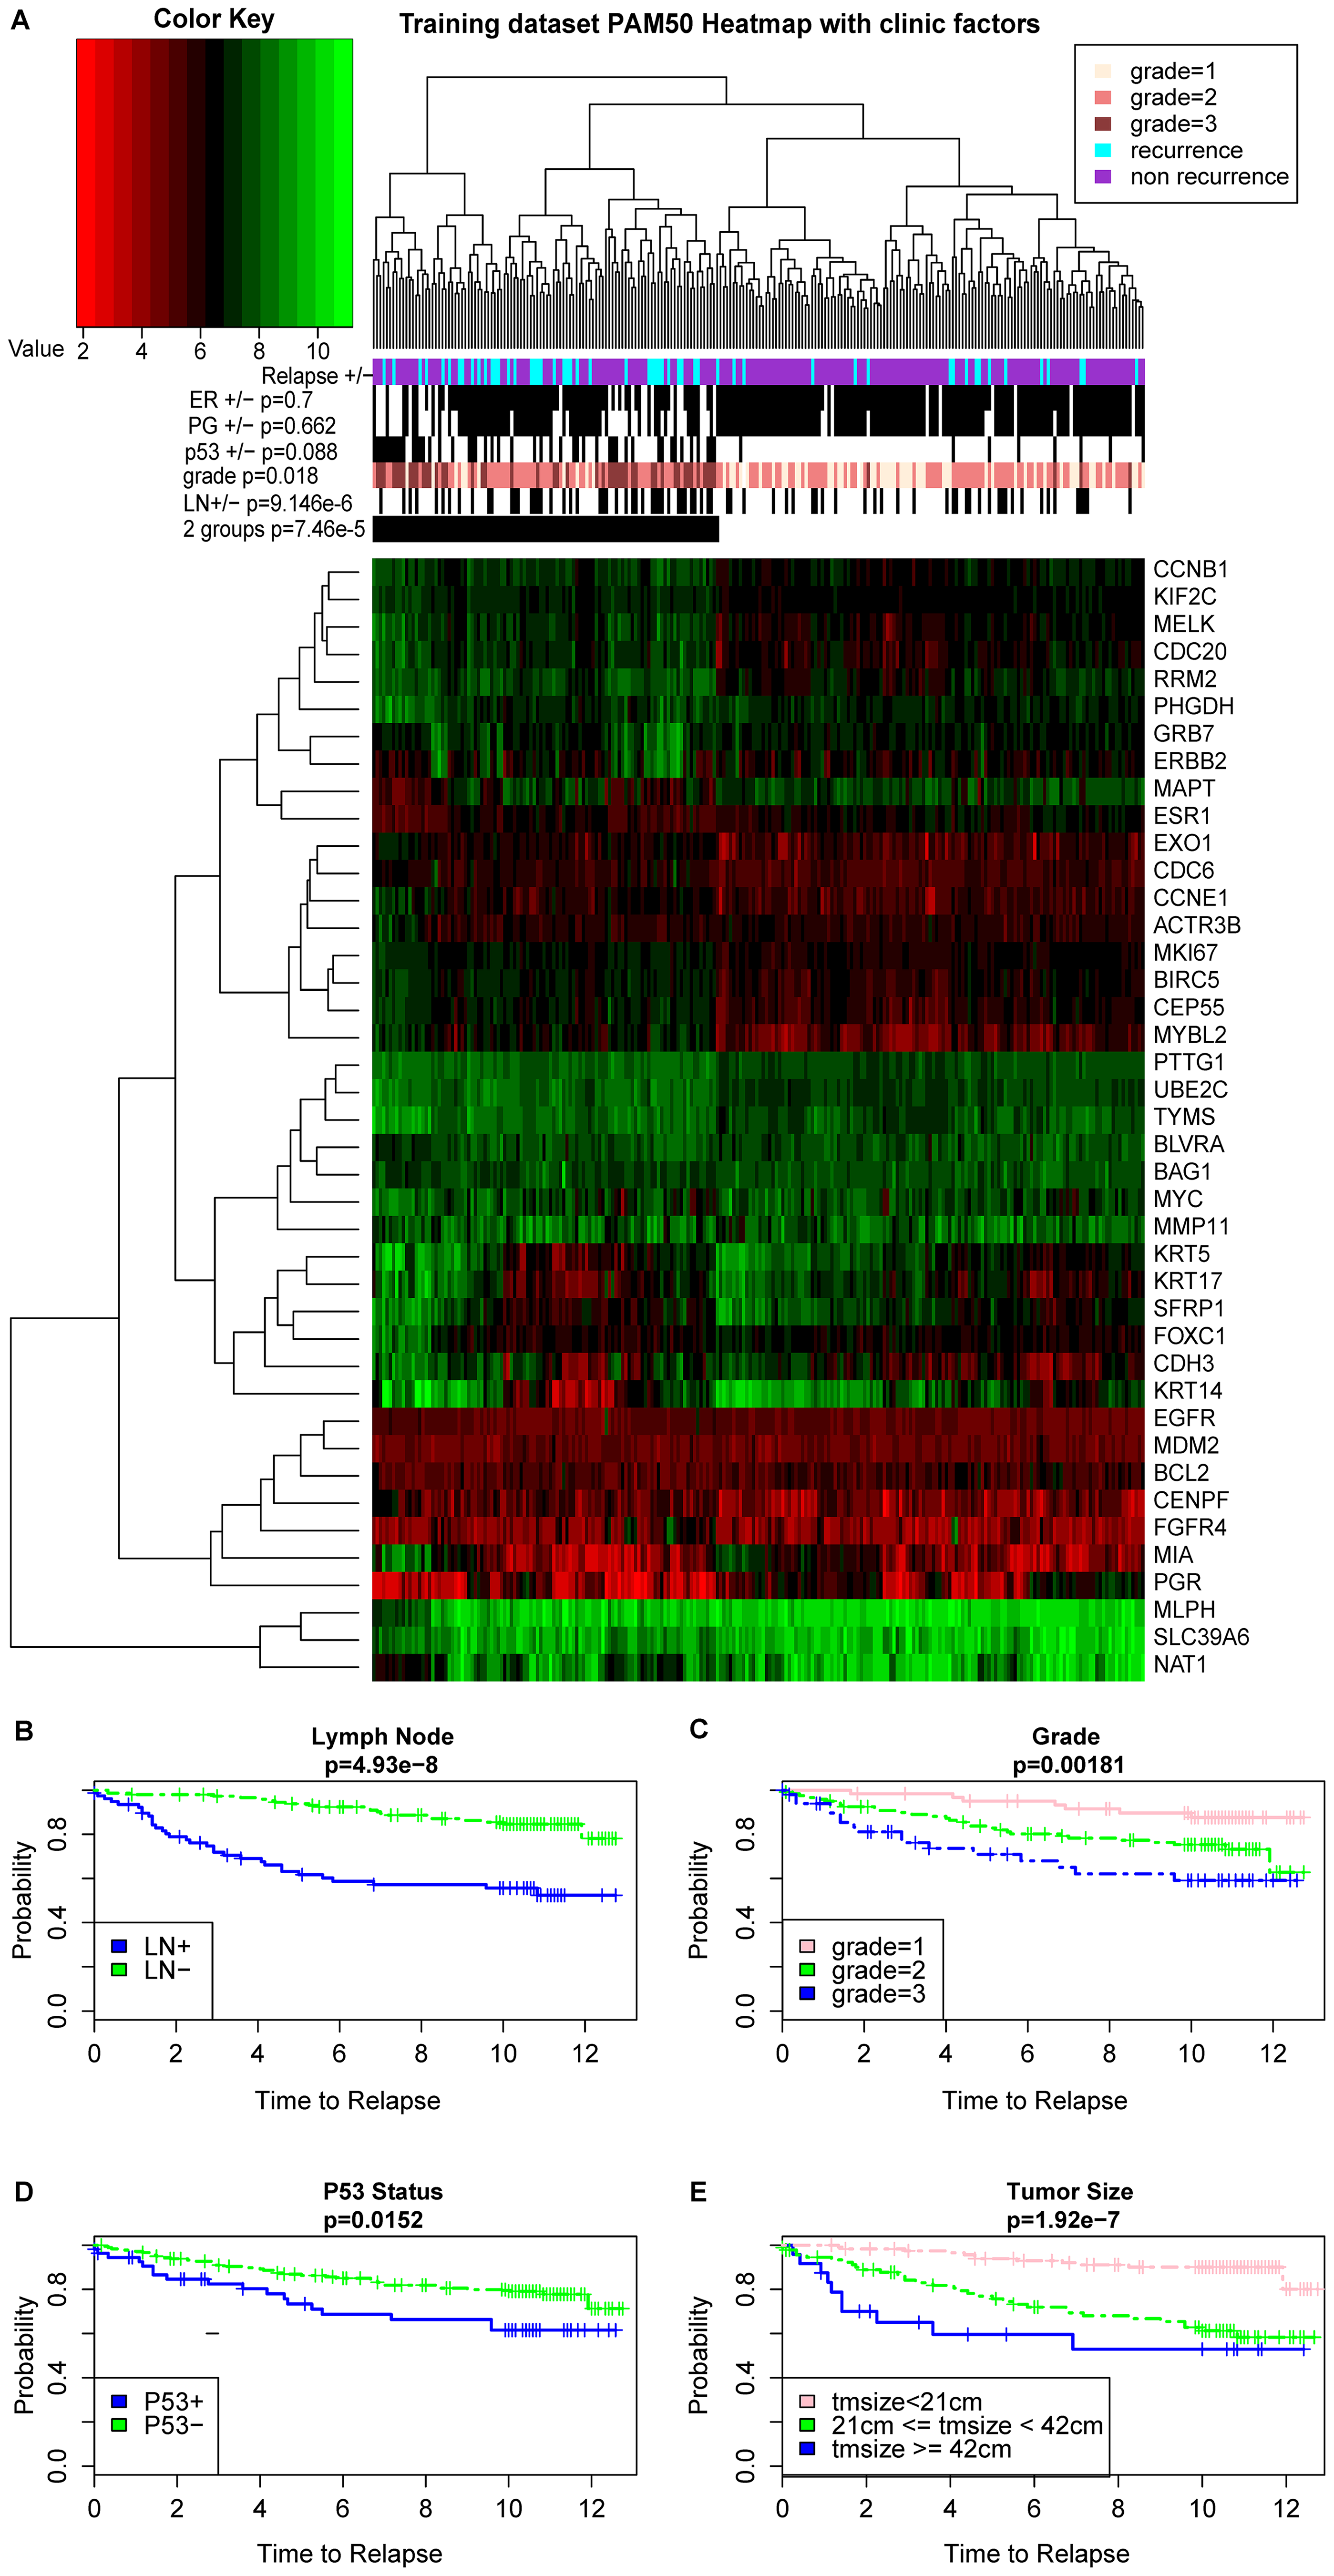 A
Color Key
Training dataset PAM50 Heatmap with clinic factors
grade=1
grade=2
grade=3
recurrence
non recurrence
Value 2 4 6 8 10
Relapse +/−
ER +/− p=0.7
PG +/− p=0.662
p53 +/− p=0.088
grade p=0.018
LN+/− p=9.146e-6
2 groups p=7.46e-5
CCNB1
KIF2C
MELK
CDC20
RRM2
PHGDH
GRB7
ERBB2
MAPT
ESR1
EXO1
CDC6
CCNE1
ACTR3B
MKI67
BIRC5
CEP55
MYBL2
PTTG1
UBE2C
TYMS
BLVRA
BAG1
MYC
MMP11
KRT5
KRT17
SFRP1
FOXC1
CDH3
KRT14
EGFR
MDM2
BCL2
CENPF
FGFR4
MIA
PGR
MLPH
SLC39A6
NAT1
B
Lymph Node
p=4.93e−8
Probability
0.8
0.4
0.0
LN+
LN−
0 2 4 6 8 10 12
Time to Relapse
C
Grade
p=0.00181
Probability
0.8
0.4
0.0
grade=1
grade=2
grade=3
0 2 4 6 8 10 12
Time to Relapse
D
P53 Status
p=0.0152
Probability
0.8
0.4
0.0
P53+
P53−
0 2 4 6 8 10 12
Time to Relapse
E
Tumor Size
p=1.92e−7
Probability
0.8
0.4
0.0
tmsize<21cm
21cm <= tmsize < 42cm
tmsize >= 42cm
0 2 4 6 8 10 12
Time to Relapse